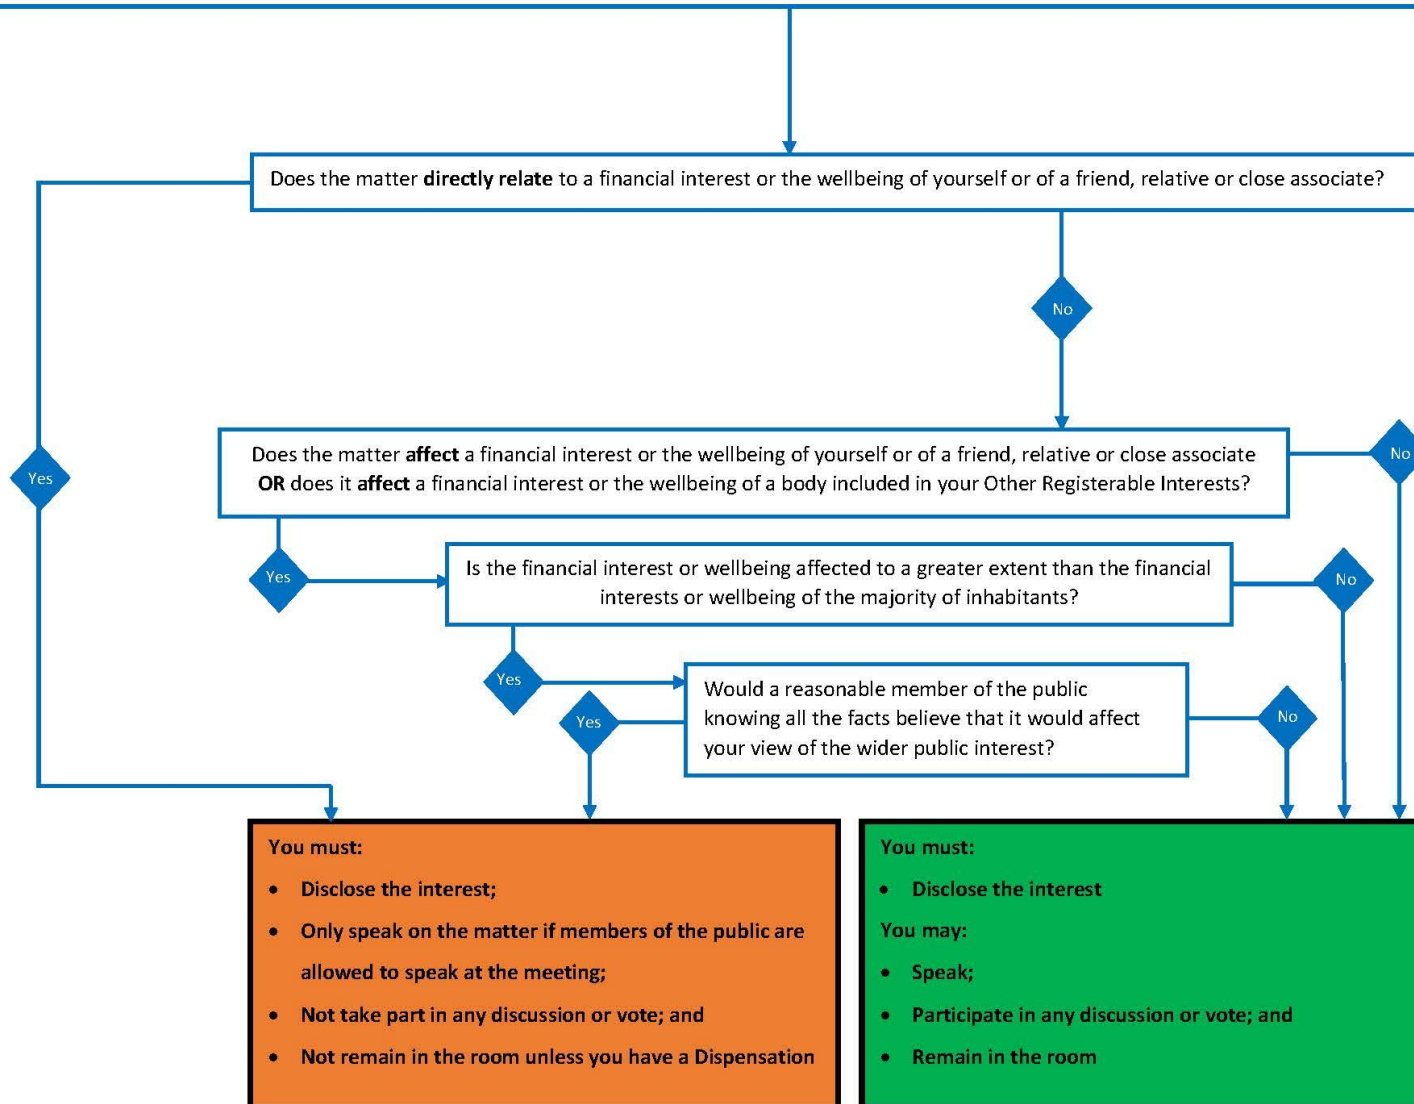 Does the matter directly relate to a financial interest or the wellbeing of yourself or of a friend, relative or close associate?
No
Does the matter affect a financial interest or the wellbeing of yourself or of a friend, relative or close associate
OR does it affect a financial interest or the wellbeing of a body included in your Other Registerable Interests?
No
Yes
Yes
Is the financial interest or wellbeing affected to a greater extent than the financial
interests or wellbeing of the majority of inhabitants?
No
Yes
Would a reasonable member of the public
knowing all the facts believe that it would affect
your view of the wider public interest?
Yes
No
You must:
• Disclose the interest;
• Only speak on the matter if members of the public are
allowed to speak at the meeting;
• Not take part in any discussion or vote; and
• Not remain in the room unless you have a Dispensation
You must:
• Disclose the interest
You may:
• Speak;
• Participate in any discussion or vote; and
• Remain in the room